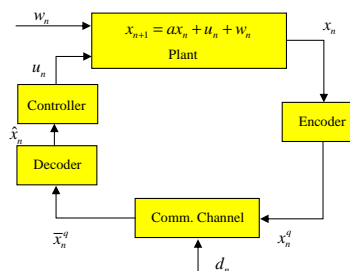 w_n
x_{n+1} = ax_n + u_n + w_n
Plant
x_n
u_n
Controller
Encoder
x̂_n
Decoder
Comm. Channel
x̄_n^q
x_n^q
d_n